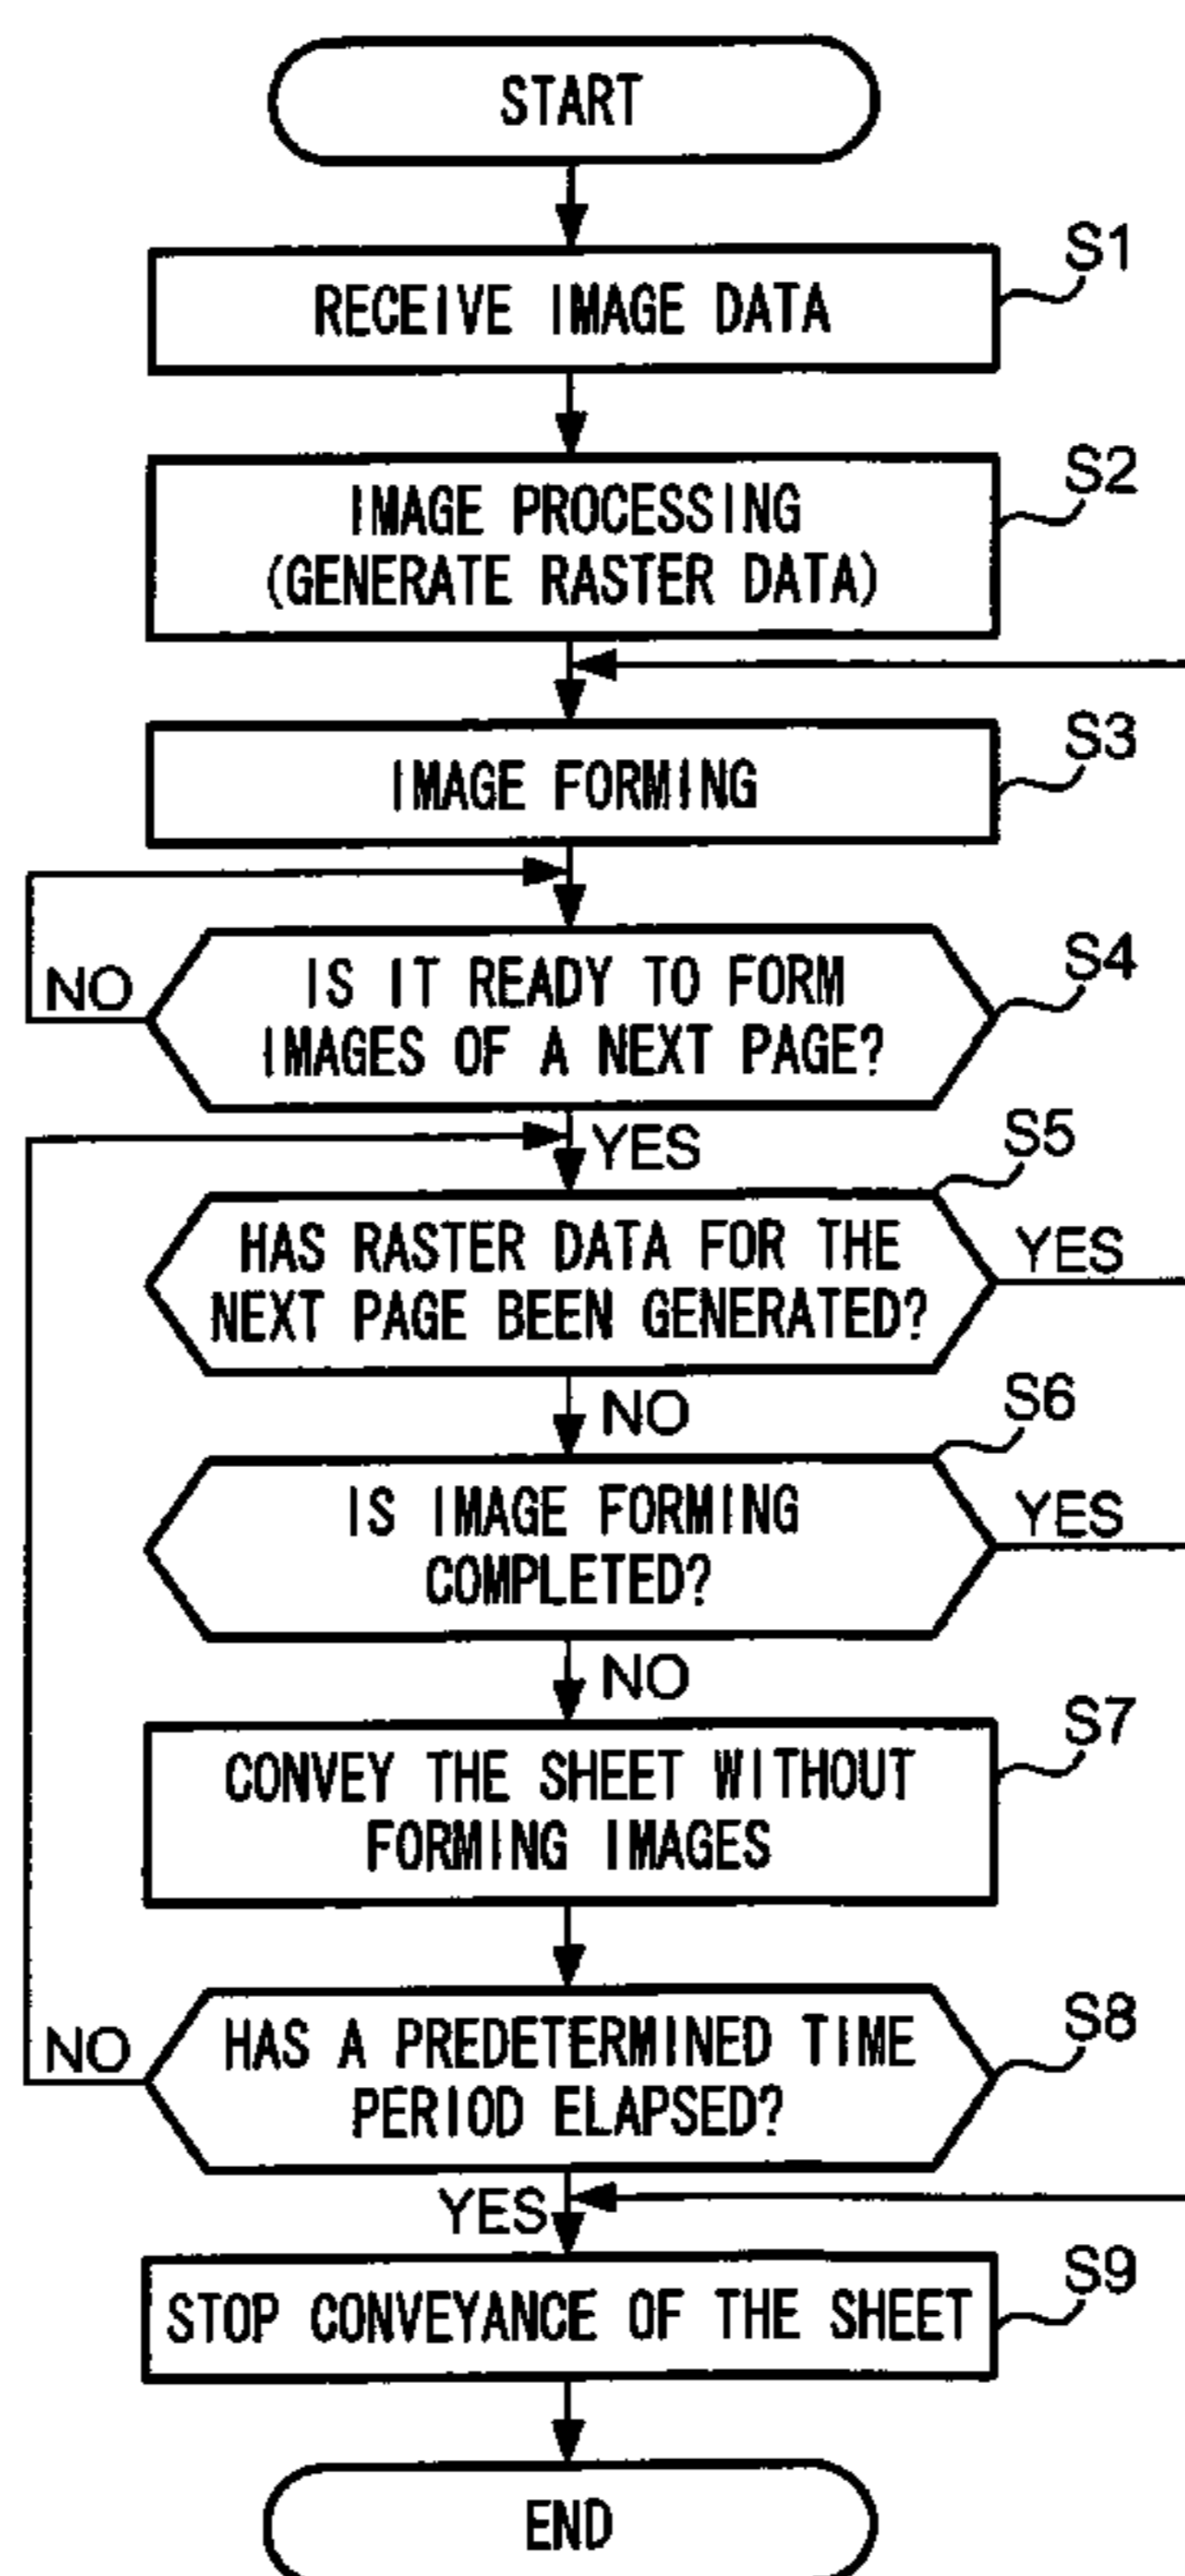 START
S1
RECEIVE IMAGE DATA
S2
IMAGE PROCESSING
(GENERATE RASTER DATA)
S3
IMAGE FORMING
S4
NO
IS IT READY TO FORM
IMAGES OF A NEXT PAGE?
YES
S5
HAS RASTER DATA FOR THE
NEXT PAGE BEEN GENERATED?
YES
NO
S6
IS IMAGE FORMING
COMPLETED?
YES
NO
S7
CONVEY THE SHEET WITHOUT
FORMING IMAGES
S8
NO
HAS A PREDETERMINED TIME
PERIOD ELAPSED?
YES
S9
STOP CONVEYANCE OF THE SHEET
END